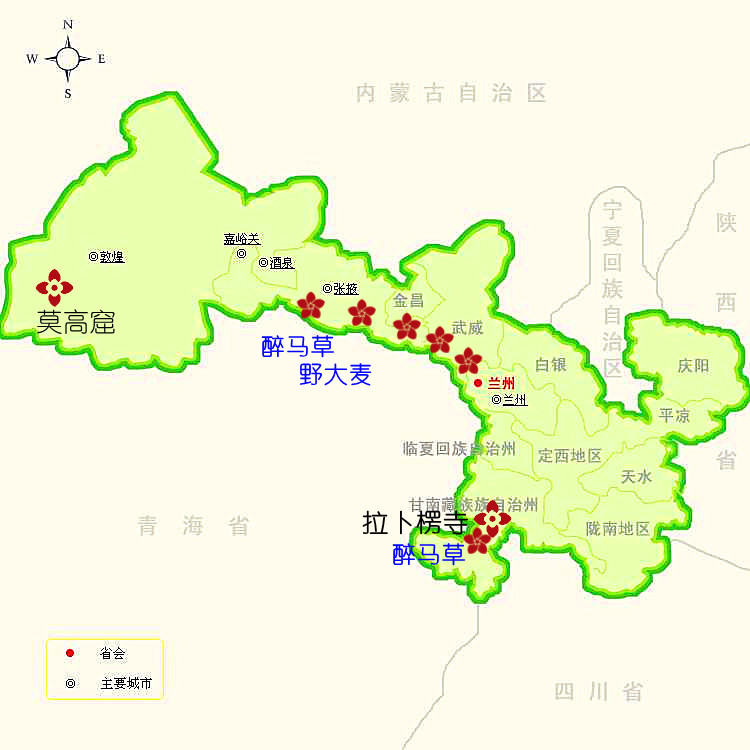 N
W E
S
内蒙古自治区
宁夏回族自治区
陕西省
嘉峪关
敦煌
酒泉
张掖
莫高窟
金昌
武威
醉马草
野大麦
白银
庆阳
兰州
兰州
平凉
临夏回族自治州
定西地区
天水
甘南藏族族自治州
拉卜楞寺
青海省
陇南地区
醉马草
省会
主要城市
四川省